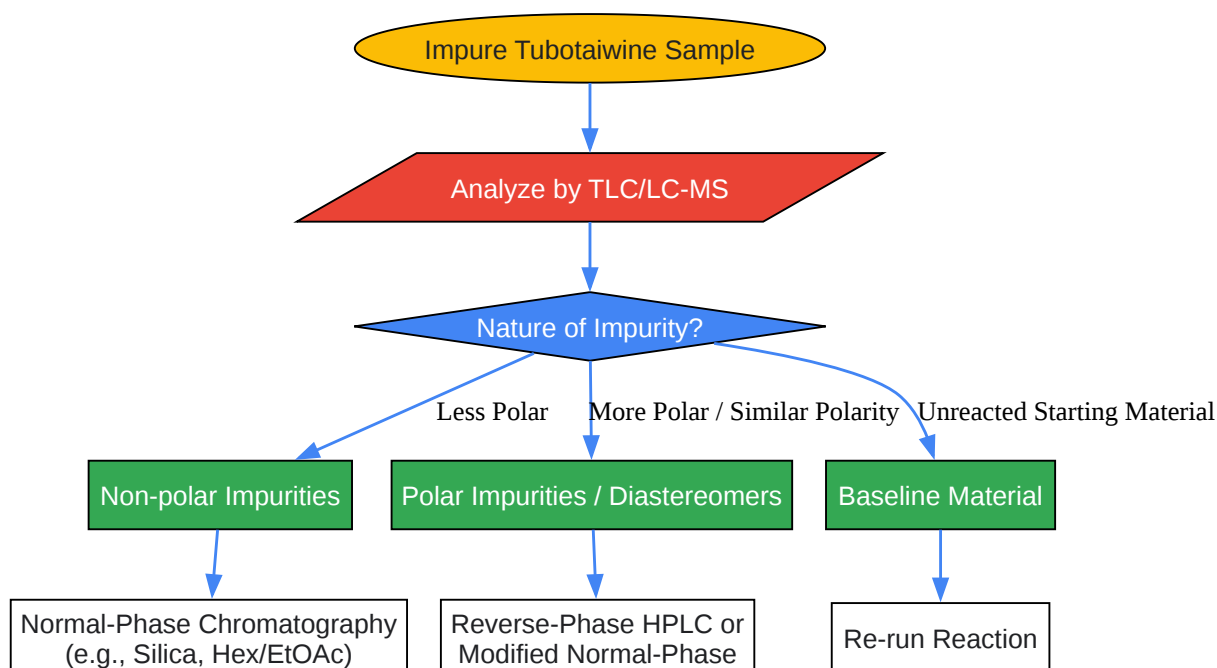 Impure Tubotaiwine Sample
Analyze by TLC/LC-MS
Nature of Impurity?
Less Polar
More Polar / Similar Polarity
Unreacted Starting Material
Non-polar Impurities
Polar Impurities / Diastereomers
Baseline Material
Normal-Phase Chromatography
(e.g., Silica, Hex/EtOAc)
Reverse-Phase HPLC or
Modified Normal-Phase
Re-run Reaction